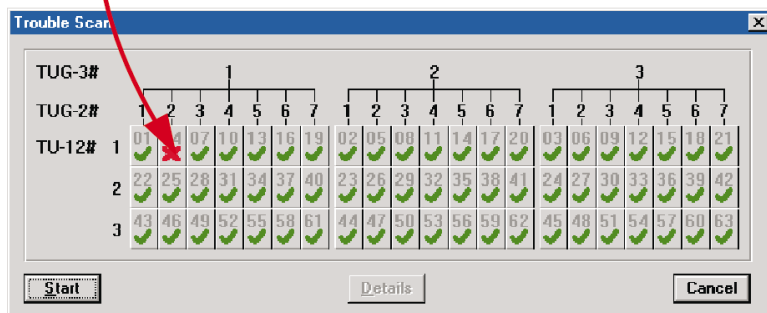 Trouble Scan
TUG-3# 1 2 3
TUG-2# 1 2 3 4 5 6 7 1 2 3 4 5 6 7 1 2 3 4 5 6 7
TU-12# 1 01 04 07 10 13 16 19 02 05 08 11 14 17 20 03 06 09 12 15 18 21
2 22 25 28 31 34 37 40 23 26 29 32 35 38 41 24 27 30 33 36 39 42
3 43 46 49 52 55 58 61 44 47 50 53 56 59 62 45 48 51 54 57 60 63
Start Details Cancel